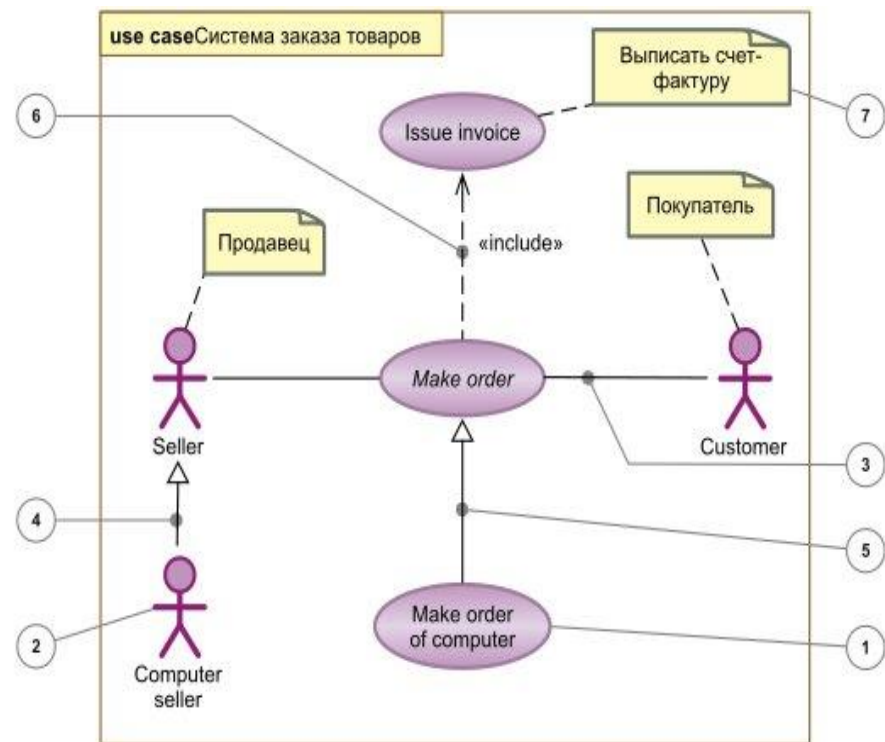 use caseСистема заказа товаров
Выписать счет-
фактуру
6
7
Issue invoice
Покупатель
Продавец
«include»
Make order
Seller
Customer
3
4
5
2
Make order
of computer
1
Computer
seller